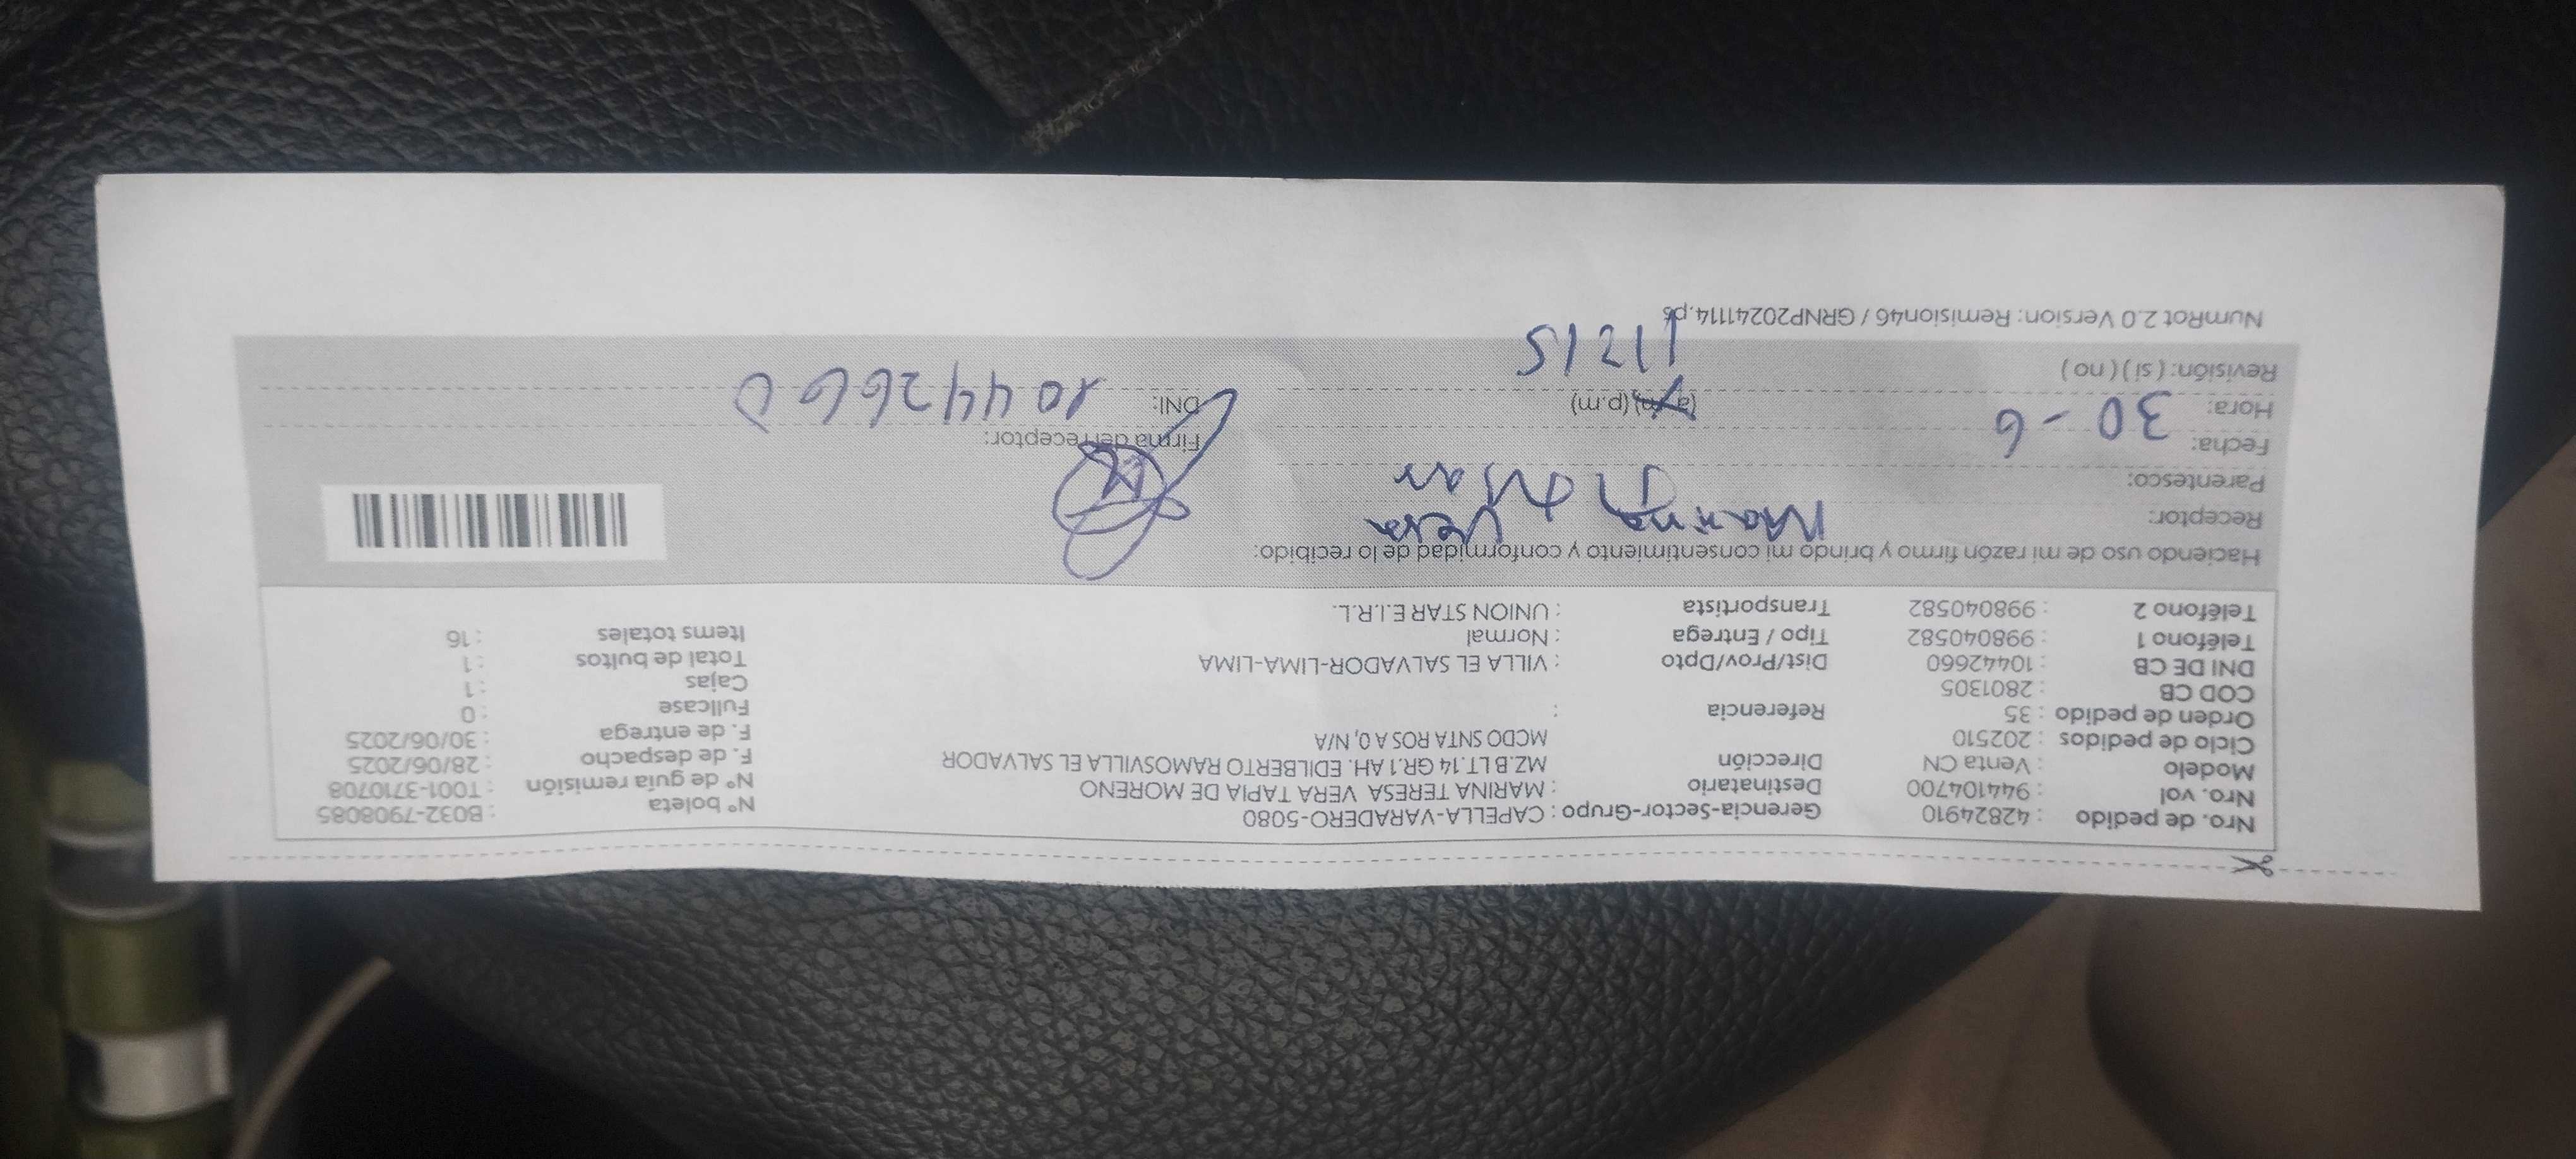 Nro. de pedido : 42824910 Gerencia-Sector-Grupo : CAPELLA-VARADERO-5080 N° boleta : B032-7908085
Nro. vol : 944104700 Destinatario : MARINA TERESA VERA TAPIA DE MORENO N° de guía remisión : T001-3710708
Modelo : Venta CN Dirección MZ.B LT.14 GR.1 AH. EDILBERTO RAMOSVILLA EL SALVADOR F. de despacho : 28/06/2025
Ciclo de pedidos : 202510 MCDO SNTA ROS A 0, N/A F. de entrega : 30/06/2025
Orden de pedido : 35 Referencia : Fullcase : 0
COD CB : 2801305 Cajas : 1
DNI DE CB : 10442660 Dist/Prov/Dpto : VILLA EL SALVADOR-LIMA-LIMA Total de bultos : 1
Teléfono 1 : 998040582 Tipo / Entrega : Normal Items totales : 16
Teléfono 2 : 998040582 Transportista : UNION STAR E.I.R.L.
Haciendo uso de mi razón firmo y brindo mi consentimiento y conformidad de lo recibido:
Receptor: Marina Vera
Parentesco: titular
Fecha: 30-6 Firma del receptor:
Hora: (a.m) (p.m) DNI: 10442660
Revisión: ( si ) ( no )
NumRot 2.0 Version: Remision46 / GRNP20241114.p6